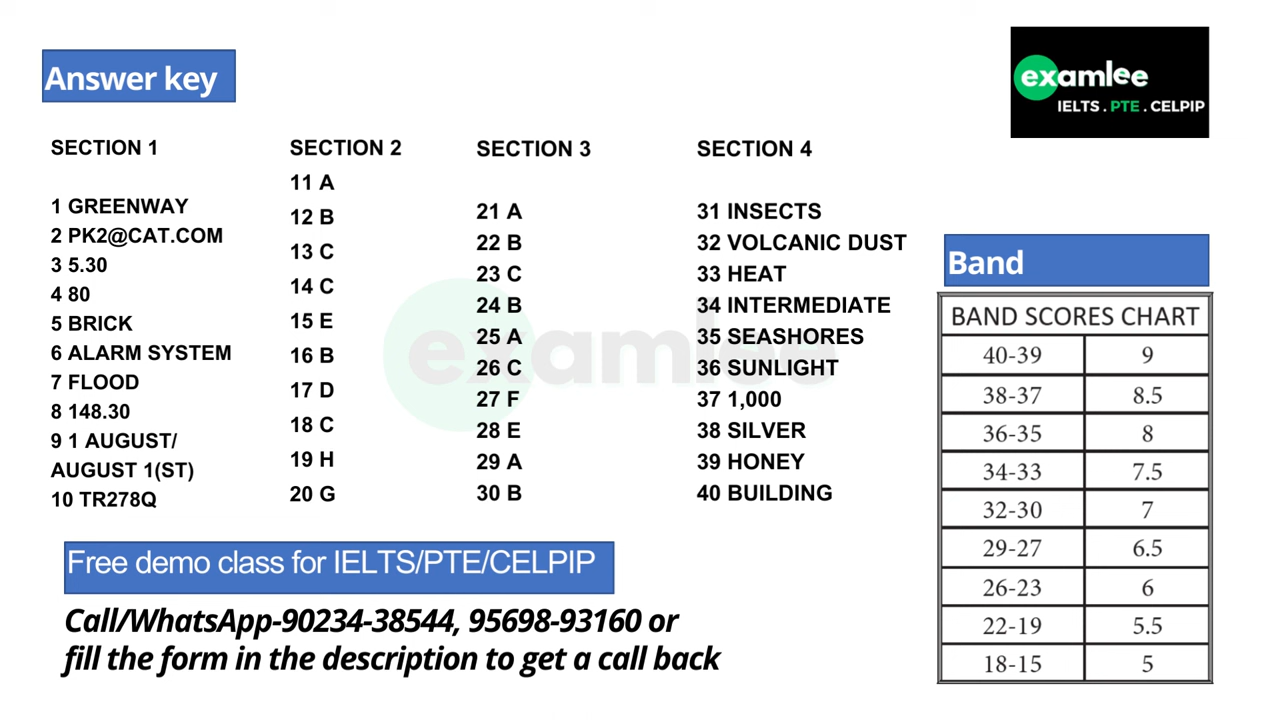 Answer key
examlee
IELTS . PTE . CELPIP
SECTION 1
1 GREENWAY
2 PK2@CAT.COM
3 5.30
4 80
5 BRICK
6 ALARM SYSTEM
7 FLOOD
8 148.30
9 1 AUGUST/
AUGUST 1(ST)
10 TR278Q
SECTION 2
11 A
12 B
13 C
14 C
15 E
16 B
17 D
18 C
19 H
20 G
SECTION 3
21 A
22 B
23 C
24 B
25 A
26 C
27 F
28 E
29 A
30 B
SECTION 4
31 INSECTS
32 VOLCANIC DUST
33 HEAT
34 INTERMEDIATE
35 SEASHORES
36 SUNLIGHT
37 1,000
38 SILVER
39 HONEY
40 BUILDING
examlee
Band
BAND SCORES CHART
40-39 9
38-37 8.5
36-35 8
34-33 7.5
32-30 7
29-27 6.5
26-23 6
22-19 5.5
18-15 5
Free demo class for IELTS/PTE/CELPIP
Call/WhatsApp-90234-38544, 95698-93160 or
fill the form in the description to get a call back